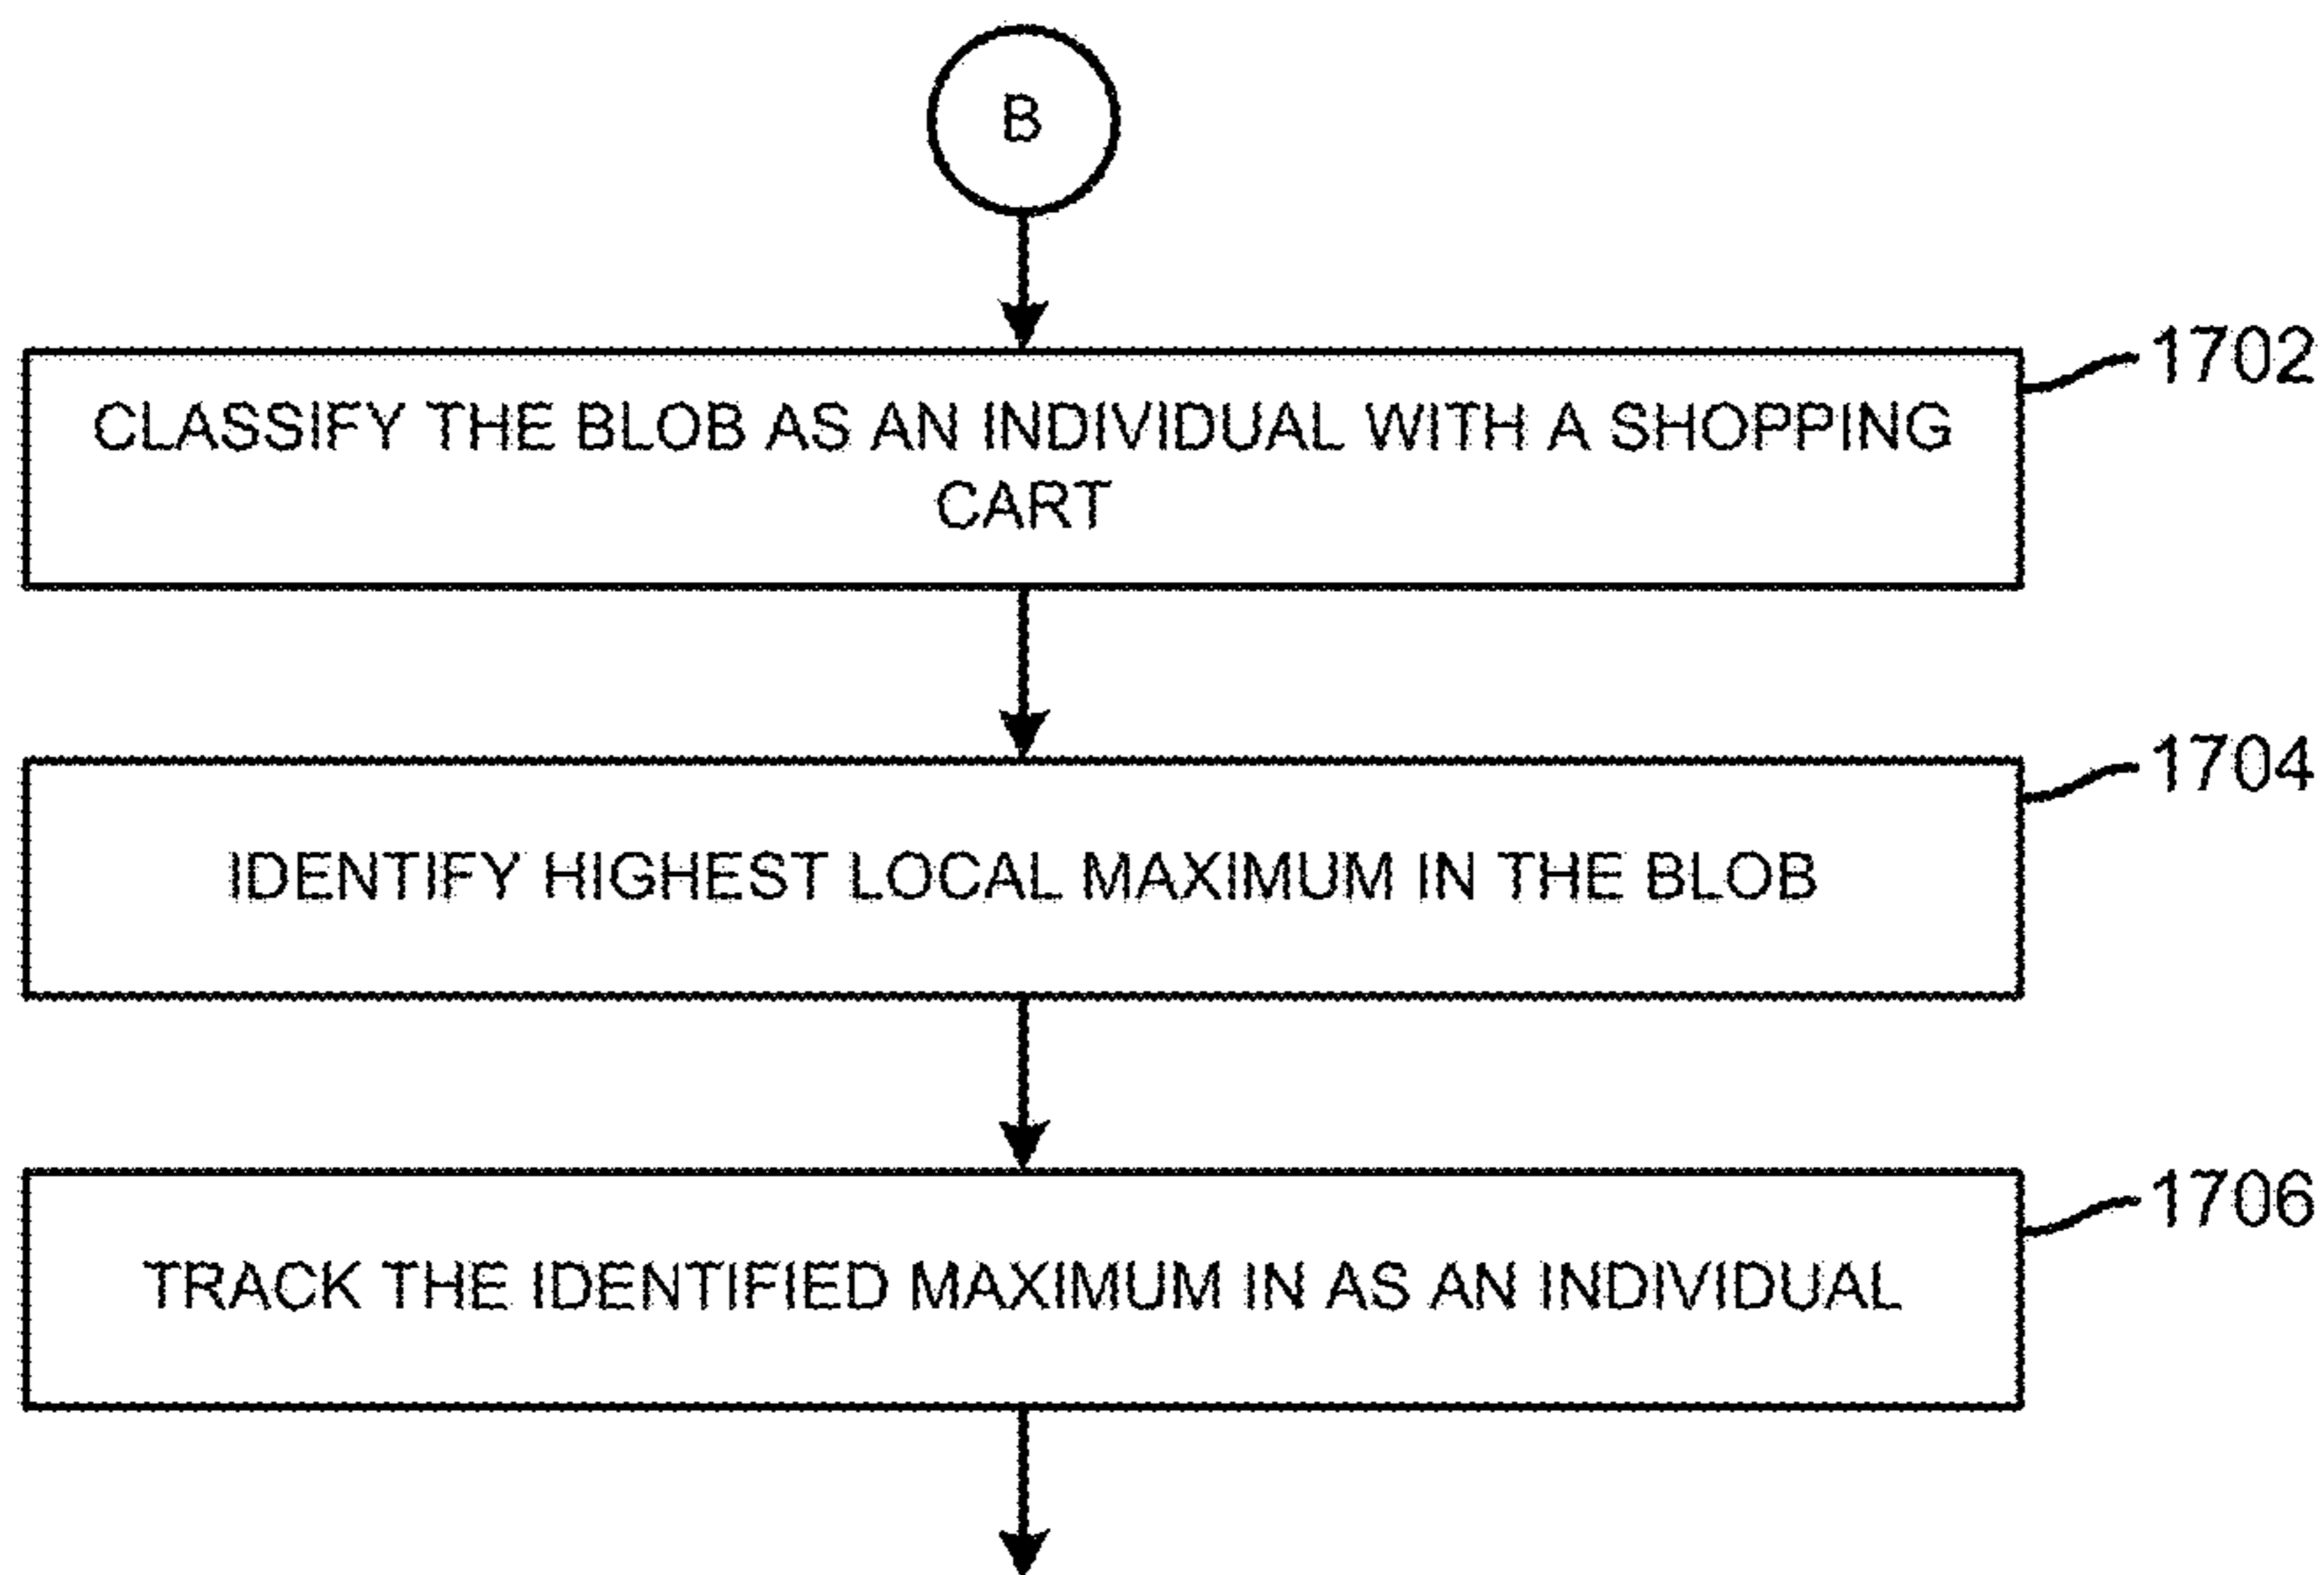 B
1702
CLASSIFY THE BLOB AS AN INDIVIDUAL WITH A SHOPPING
CART
1704
IDENTIFY HIGHEST LOCAL MAXIMUM IN THE BLOB
1706
TRACK THE IDENTIFIED MAXIMUM IN AS AN INDIVIDUAL